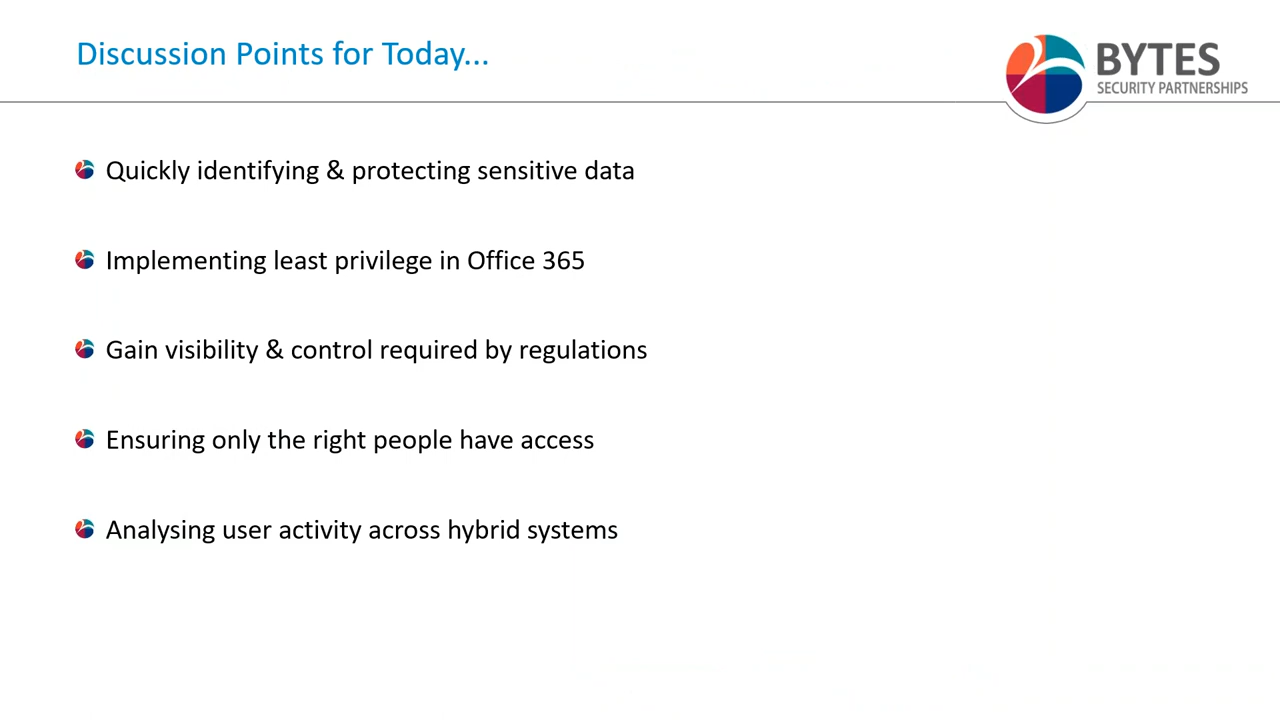 Discussion Points for Today...
BYTES
SECURITY PARTNERSHIPS
Quickly identifying & protecting sensitive data
Implementing least privilege in Office 365
Gain visibility & control required by regulations
Ensuring only the right people have access
Analysing user activity across hybrid systems